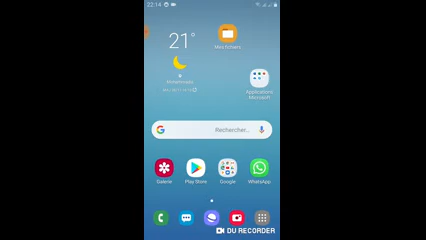 22:14
21°
Mes fichiers
Applications
Microsoft
Rechercher...
Galerie
Play Store
Google
WhatsApp
DU RECORDER